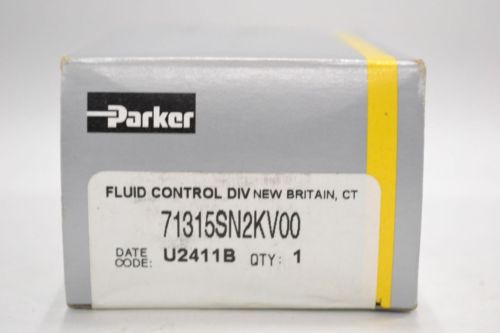 Parker
FLUID CONTROL DIV NEW BRITAIN, CT
71315SN2KV00
DATE CODE: U2411B QTY: 1